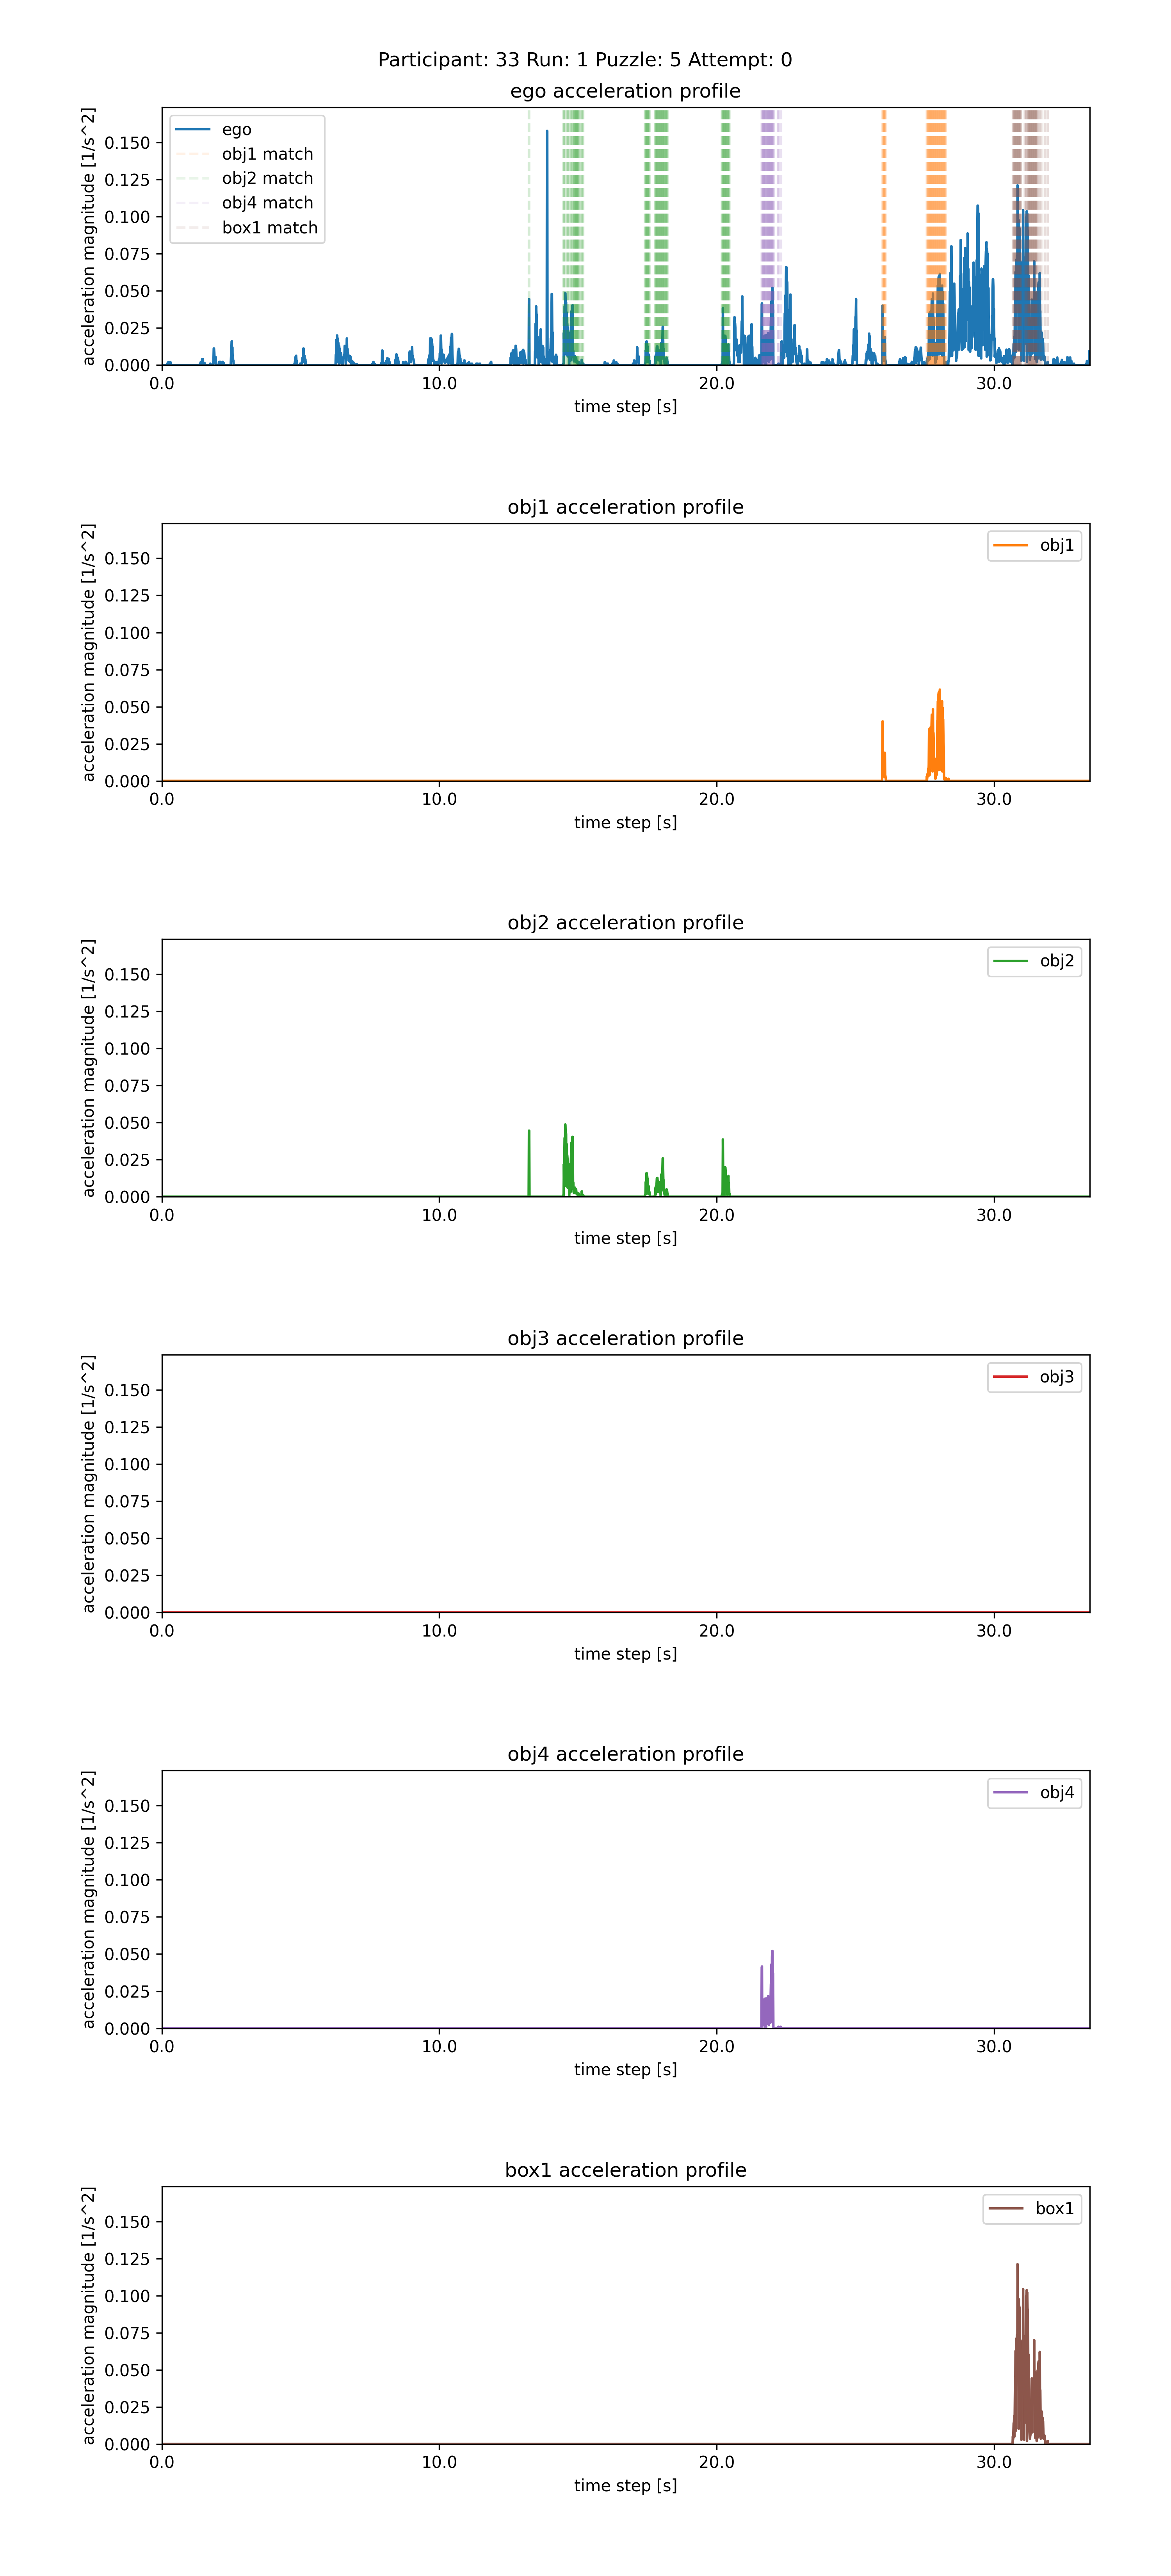 Participant: 33 Run: 1 Puzzle: 5 Attempt: 0
ego acceleration profile
acceleration magnitude [1/s^2]
0.150
0.125
0.100
0.075
0.050
0.025
0.000
ego
obj1 match
obj2 match
obj4 match
box1 match
0.0 10.0 20.0 30.0
time step [s]
obj1 acceleration profile
acceleration magnitude [1/s^2]
0.150
0.125
0.100
0.075
0.050
0.025
0.000
obj1
0.0 10.0 20.0 30.0
time step [s]
obj2 acceleration profile
acceleration magnitude [1/s^2]
0.150
0.125
0.100
0.075
0.050
0.025
0.000
obj2
0.0 10.0 20.0 30.0
time step [s]
obj3 acceleration profile
acceleration magnitude [1/s^2]
0.150
0.125
0.100
0.075
0.050
0.025
0.000
obj3
0.0 10.0 20.0 30.0
time step [s]
obj4 acceleration profile
acceleration magnitude [1/s^2]
0.150
0.125
0.100
0.075
0.050
0.025
0.000
obj4
0.0 10.0 20.0 30.0
time step [s]
box1 acceleration profile
acceleration magnitude [1/s^2]
0.150
0.125
0.100
0.075
0.050
0.025
0.000
box1
0.0 10.0 20.0 30.0
time step [s]